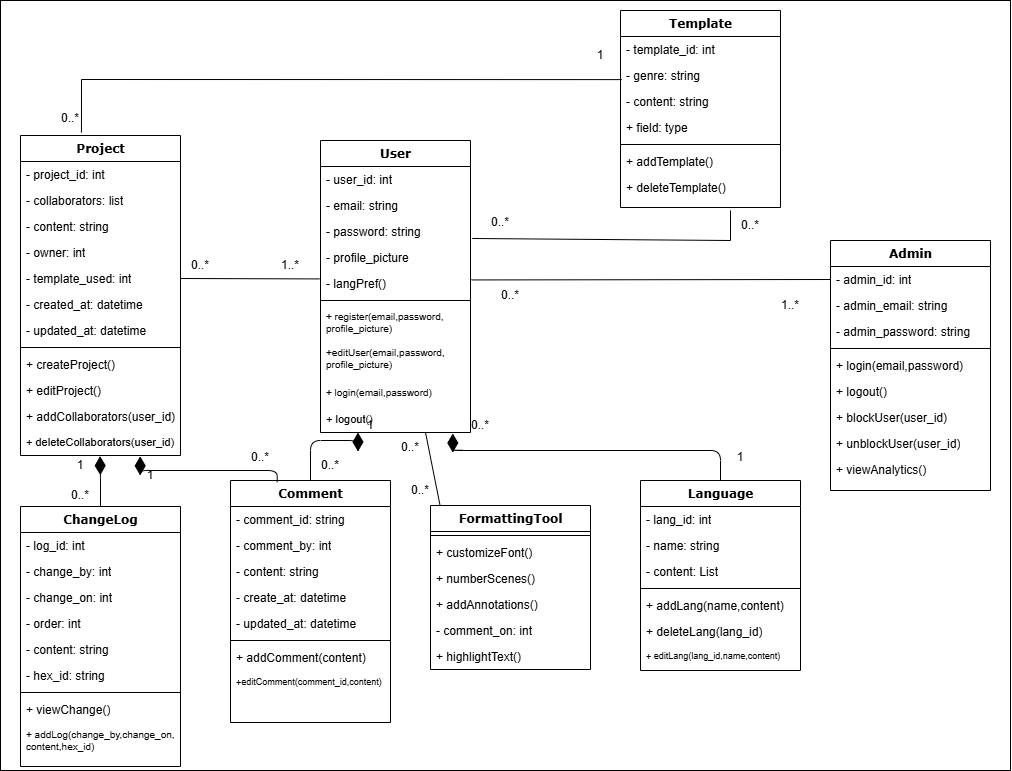 Template
- template_id: int
- genre: string
- content: string
+ field: type
+ addTemplate()
+ deleteTemplate()
1
0..*
0..*
0..*
Project
- project_id: int
- collaborators: list
- content: string
- owner: int
- template_used: int
- created_at: datetime
- updated_at: datetime
+ createProject()
+ editProject()
+ addCollaborators(user_id)
+ deleteCollaborators(user_id)
0..*
1..*
User
- user_id: int
- email: string
- password: string
- profile_picture
- langPref()
+ register(email,password,
profile_picture)
+editUser(email,password,
profile_picture)
+ login(email,password)
+ logout()
0..*
1..*
Admin
- admin_id: int
- admin_email: string
- admin_password: string
+ login(email,password)
+ logout()
+ blockUser(user_id)
+ unblockUser(user_id)
+ viewAnalytics()
1
0..*
1
0..*
1
0..*
0..*
0..*
0..*
1
ChangeLog
- log_id: int
- change_by: int
- change_on: int
- order: int
- content: string
- hex_id: string
+ viewChange()
+ addLog(change_by,change_on,
content,hex_id)
Comment
- comment_id: string
- comment_by: int
- content: string
- create_at: datetime
- updated_at: datetime
+ addComment(content)
+editComment(comment_id,content)
FormattingTool
+ customizeFont()
+ numberScenes()
+ addAnnotations()
- comment_on: int
+ highlightText()
Language
- lang_id: int
- name: string
- content: List
+ addLang(name,content)
+ deleteLang(lang_id)
+ editLang(lang_id,name,content)